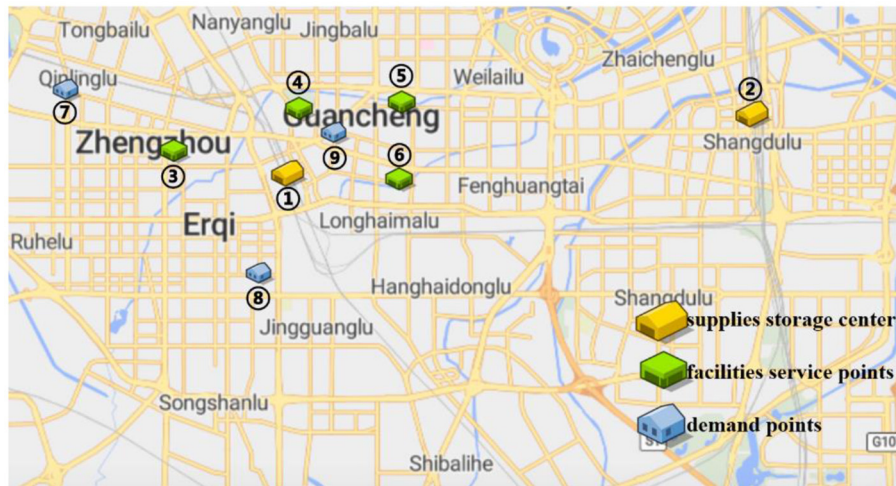 Tongbailu
Nanyanglu
Jingbalu
Zhaichenglu
Weilailu
Qinlinglu
④
⑤
②
⑦
Guancheng
Zhengzhou
⑨
Shangdulu
③
⑥
①
Fenghuangtai
Erqi
Longhaimalu
Ruhelu
⑧
Hanghaidonglu
Shangdulu
Jingguanglu
supplies storage center
facilities service points
Songshanlu
demand points
G10
Shibalihe